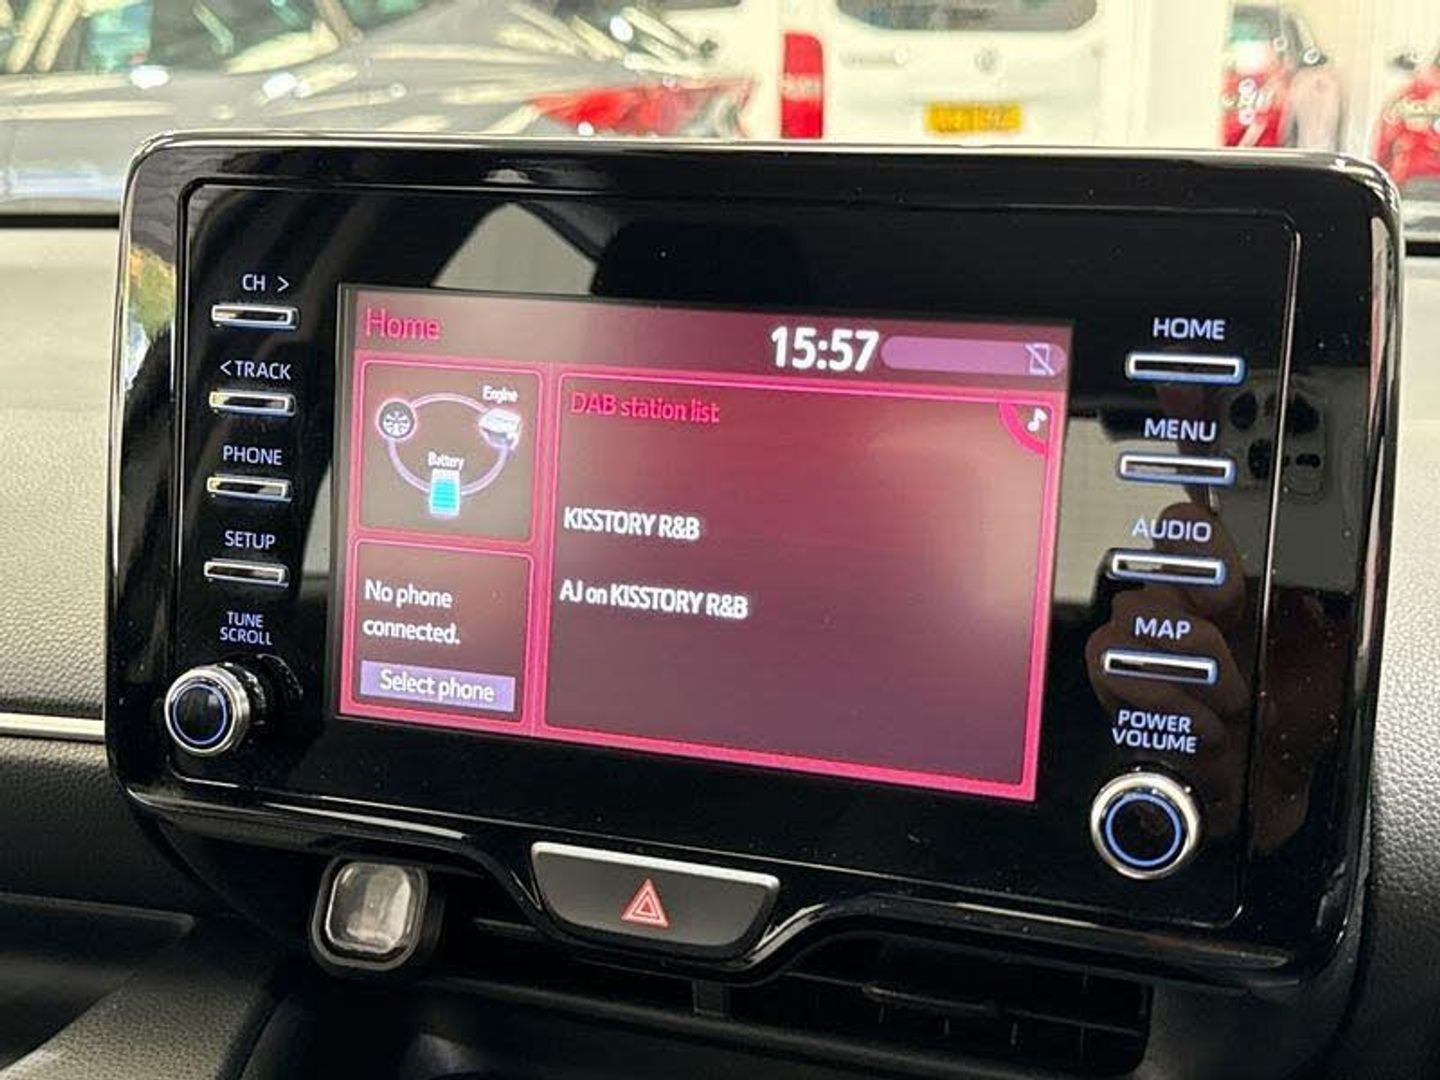 CH >
<TRACK
PHONE
SETUP
TUNE
SCROLL
Home
15:57
Engine
Battery
No phone
connected.
Select phone
DAB station list
KISSTORY R&B
AJ on KISSTORY R&B
HOME
MENU
AUDIO
MAP
POWER
VOLUME